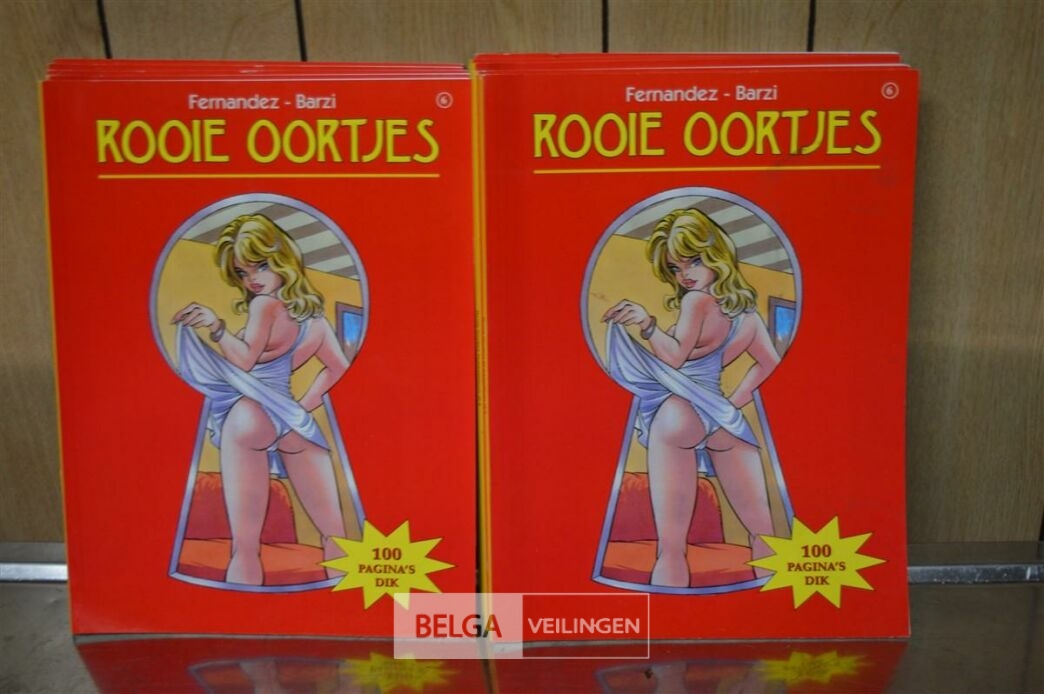 Fernandez - Barzi
6
ROOIE OORTJES
100
PAGINA'S
DIK
Fernandez - Barzi
6
ROOIE OORTJES
100
PAGINA'S
DIK
BELGA VEILINGEN